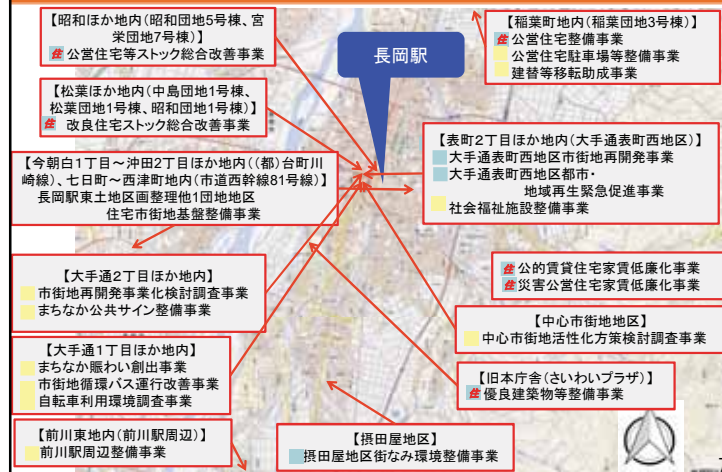 【昭和ほか地内(昭和団地5号棟、宮
栄団地7号棟)】
住 公営住宅等ストック総合改善事業
【松葉ほか地内(中島団地1号棟、
松葉団地1号棟、昭和団地1号棟)】
住 改良住宅ストック総合改善事業
【今朝白1丁目~沖田2丁目ほか地内((都)台町川
崎線)、七日町~西津町地内(市道西幹線81号線)】
長岡駅東土地区画整理他1団地地区
住宅市街地基盤整備事業
【大手通2丁目ほか地内】
市街地再開発事業化検討調査事業
まちなか公共サイン整備事業
【大手通1丁目ほか地内】
まちなか賑わい創出事業
市街地循環バス運行改善事業
自転車利用環境調査事業
【前川東地内(前川駅周辺)】
前川駅周辺整備事業
長岡駅
【稲葉町地内(稲葉団地3号棟)】
住 公営住宅整備事業
公営住宅駐車場等整備事業
建替等移転助成事業
【表町2丁目ほか地内(大手通表町西地区)】
大手通表町西地区市街地再開発事業
大手通表町西地区都市・
地域再生緊急促進事業
社会福祉施設整備事業
住 公的賃貸住宅家賃低廉化事業
住 災害公営住宅家賃低廉化事業
【中心市街地地区】
中心市街地活性化方策検討調査事業
【旧本庁舎(さいわいプラザ)】
住 優良建築物等整備事業
【摂田屋地区】
摂田屋地区街なみ環境整備事業